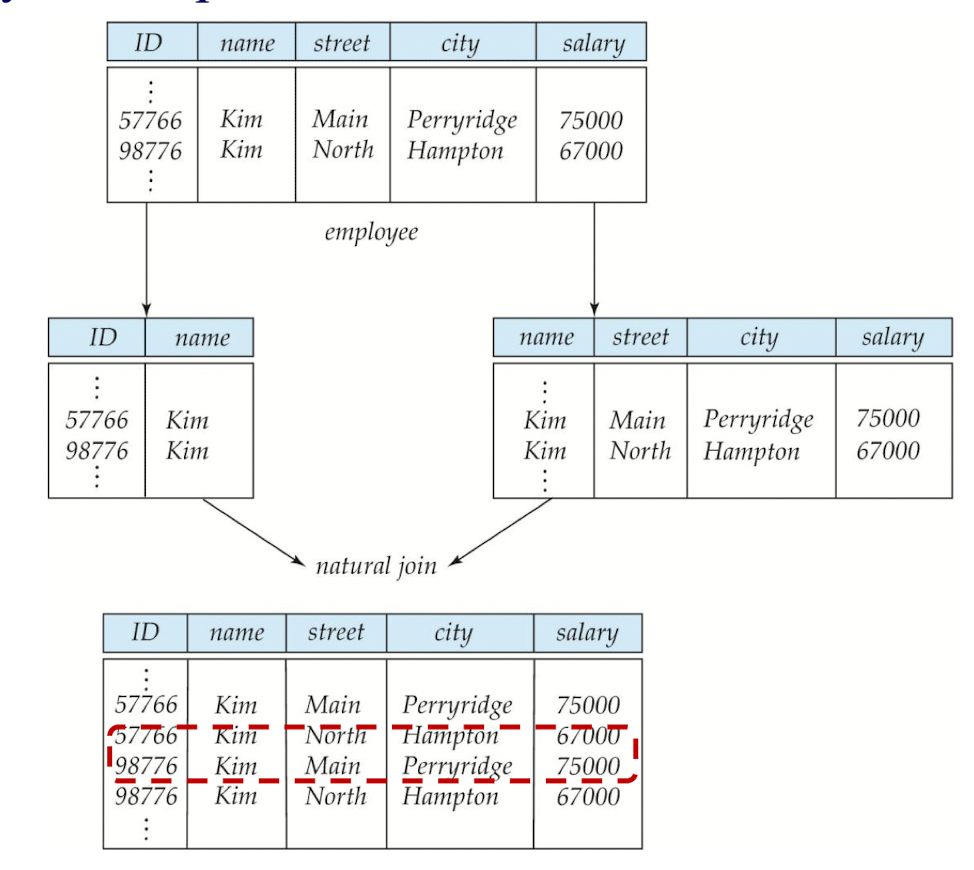 ID name street city salary
⋮
57766 Kim Main Perryridge 75000
98776 Kim North Hampton 67000
⋮
employee
ID name
⋮
57766 Kim
98776 Kim
⋮
name street city salary
⋮
Kim Main Perryridge 75000
Kim North Hampton 67000
⋮
natural join
ID name street city salary
⋮
57766 Kim Main Perryridge 75000
57766 Kim North Hampton 67000
98776 Kim Main Perryridge 75000
98776 Kim North Hampton 67000
⋮